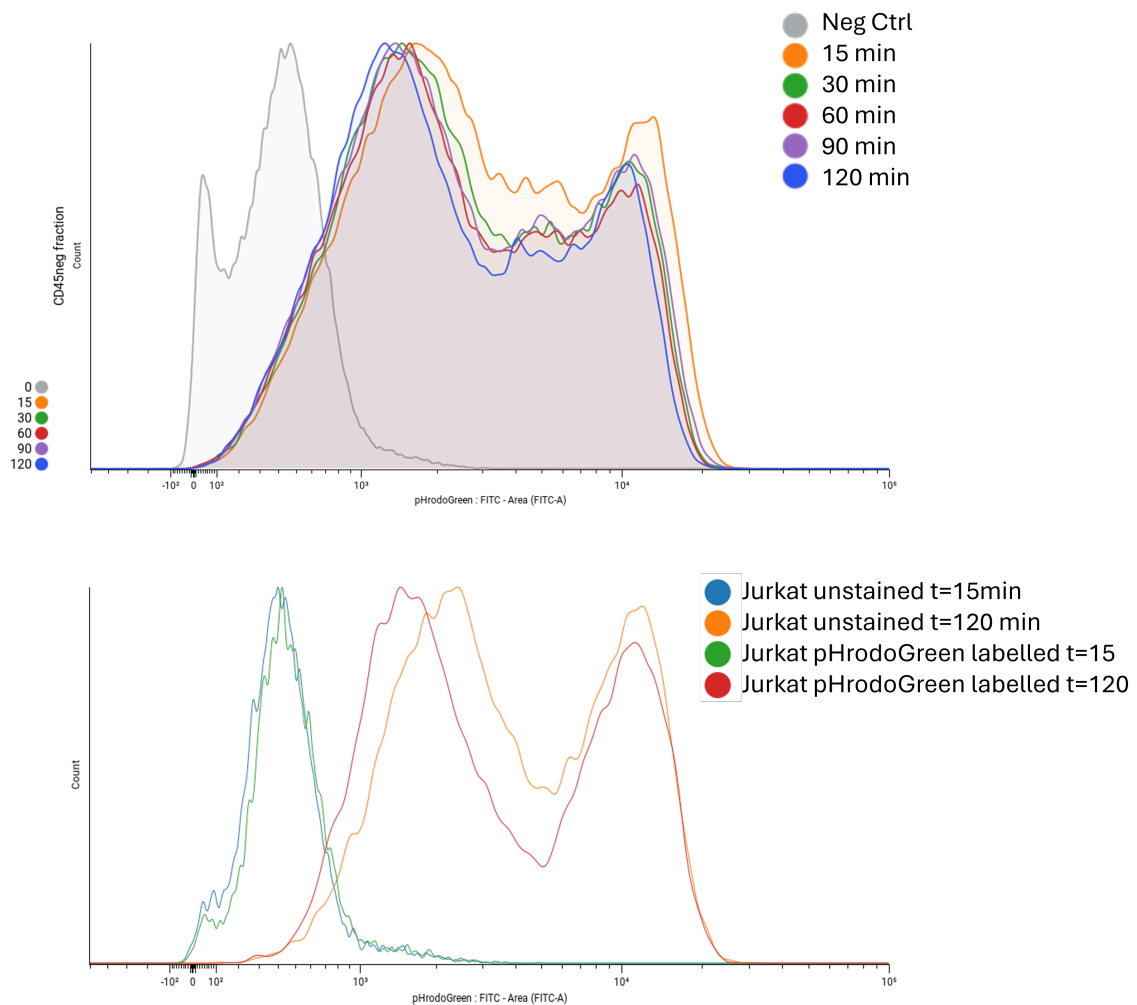 Neg Ctrl
15 min
30 min
60 min
90 min
120 min
CD45neg fraction
Count
0
15
30
60
90
120
-10² 0 10² 10³ 10⁴ 10⁵
pHrodoGreen : FITC - Area (FITC-A)
Jurkat unstained t=15min
Jurkat unstained t=120 min
Jurkat pHrodoGreen labelled t=15
Jurkat pHrodoGreen labelled t=120
Count
-10² 0 10² 10³ 10⁴ 10⁵
pHrodoGreen : FITC - Area (FITC-A)